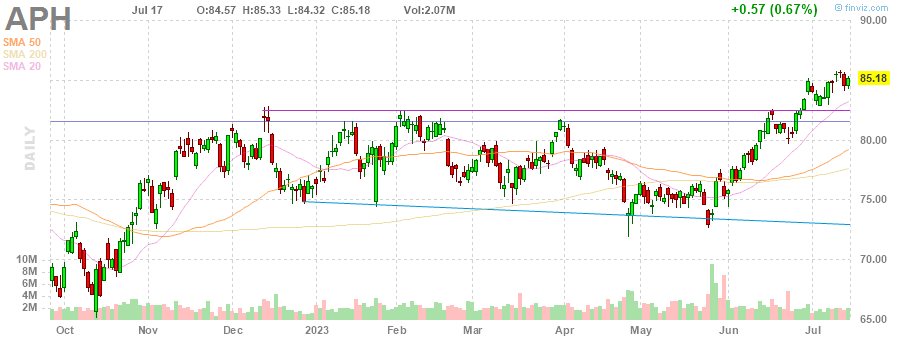 APH Jul 17 O:84.57 H:85.33 L:84.32 C:85.18 Vol:2.07M +0.57 (0.67%) © finviz.com
SMA 50
SMA 200
SMA 20
DAILY
90.00
85.18
80.00
75.00
70.00
65.00
10M
8M
6M
4M
2M
Oct Nov Dec 2023 Feb Mar Apr May Jun Jul